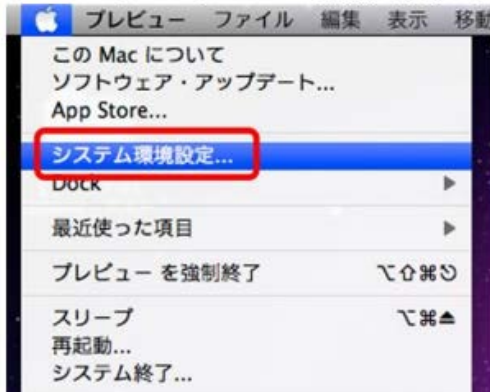 プレビュー ファイル 編集 表示 移動
この Mac について
ソフトウェア・アップデート...
App Store...
システム環境設定...
Dock
最近使った項目
プレビュー を強制終了 ⌥⇧⌘⎋
スリープ ⌥⌘⏏
再起動...
システム終了...